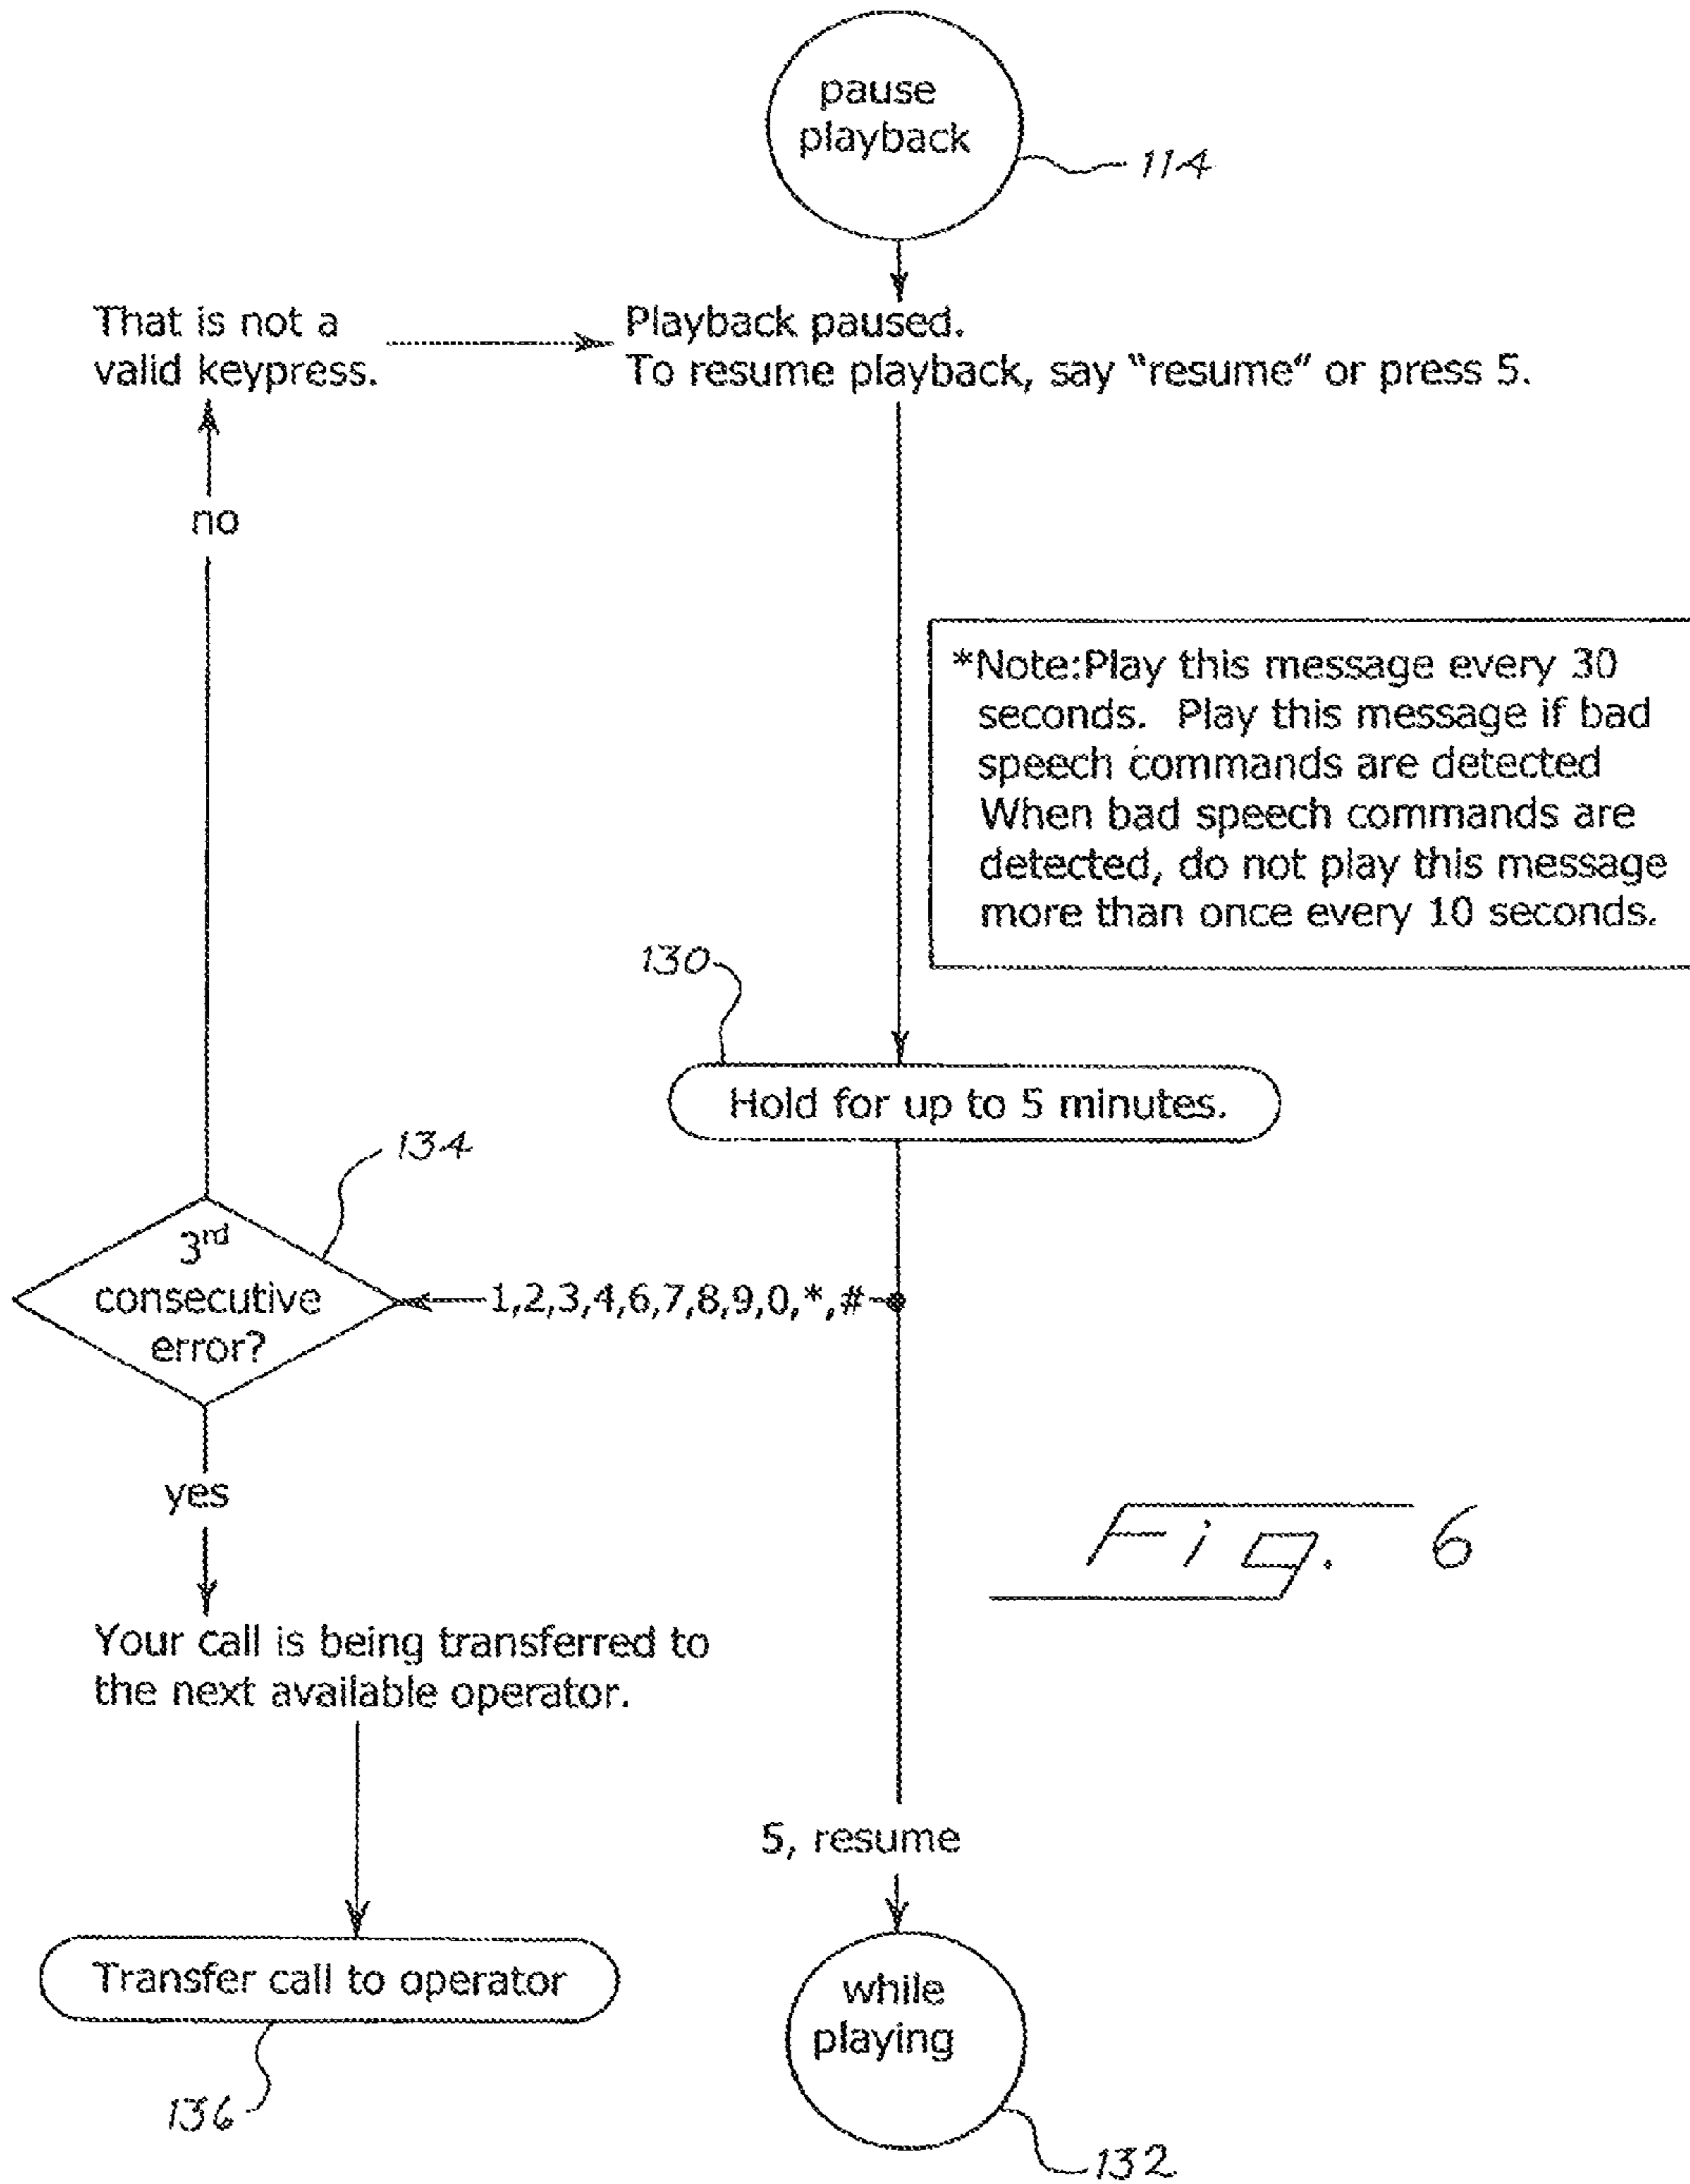 pause
playback
114
That is not a
valid keypress.
Playback paused.
To resume playback, say "resume" or press 5.
no
*Note:Play this message every 30
seconds. Play this message if bad
speech commands are detected
When bad speech commands are
detected, do not play this message
more than once every 10 seconds.
130
Hold for up to 5 minutes.
134
3rd
consecutive
error?
1,2,3,4,6,7,8,9,0,*,#
yes
Fig. 6
Your call is being transferred to
the next available operator.
5, resume
Transfer call to operator
while
playing
136
132